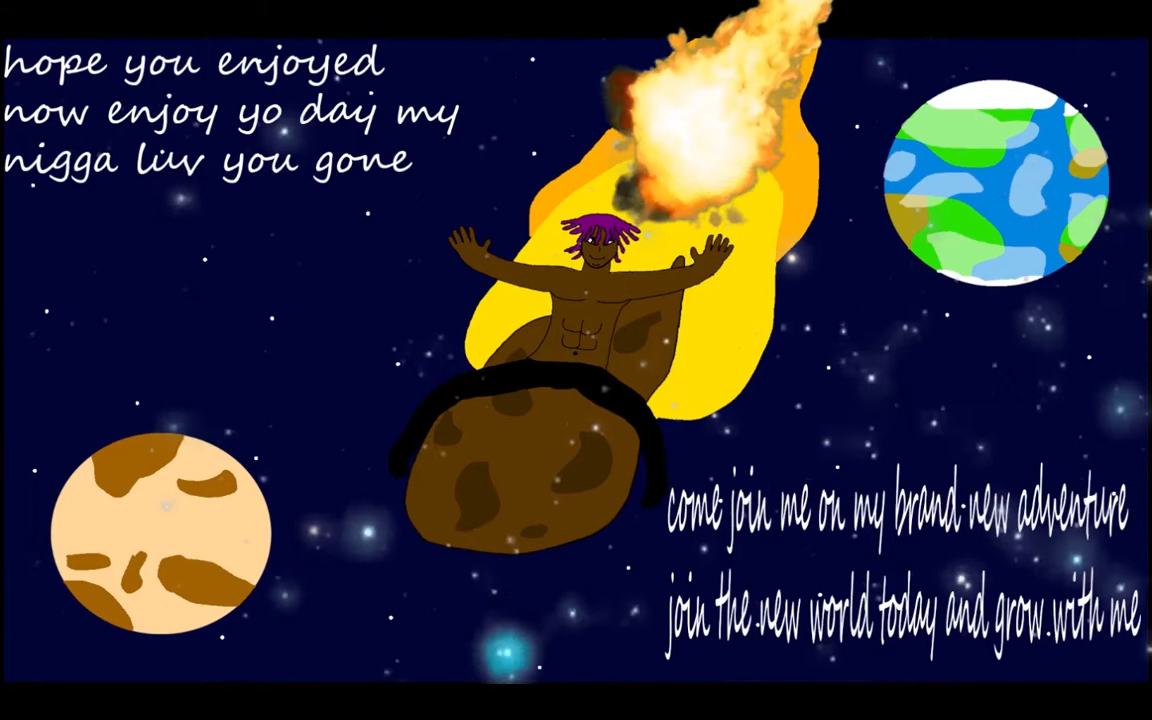 hope you enjoyed
now enjoy yo day my
nigga luv you gone
come join me on my brand new adventure
join the new world today and grow with me